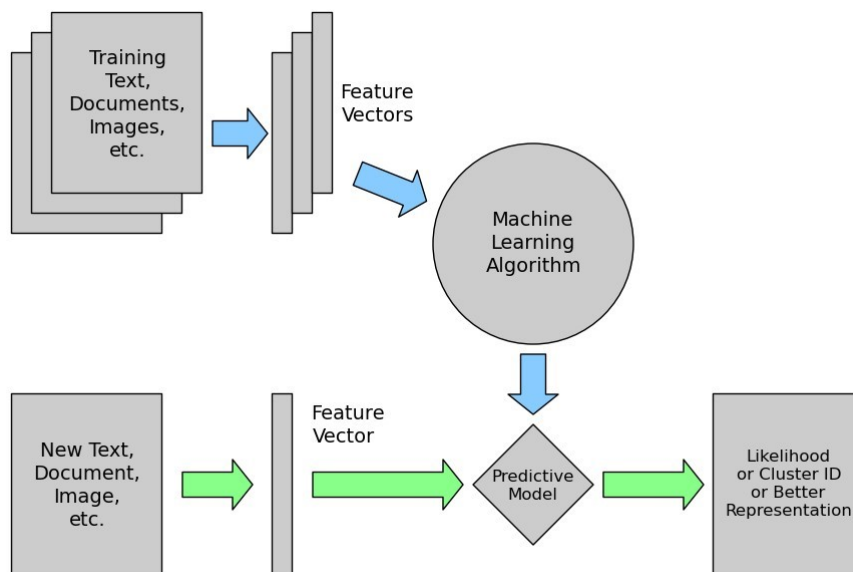 Training
Text,
Documents,
Images,
etc.
Feature
Vectors
Machine
Learning
Algorithm
New Text,
Document,
Image,
etc.
Feature
Vector
Predictive
Model
Likelihood
or Cluster ID
or Better
Representation